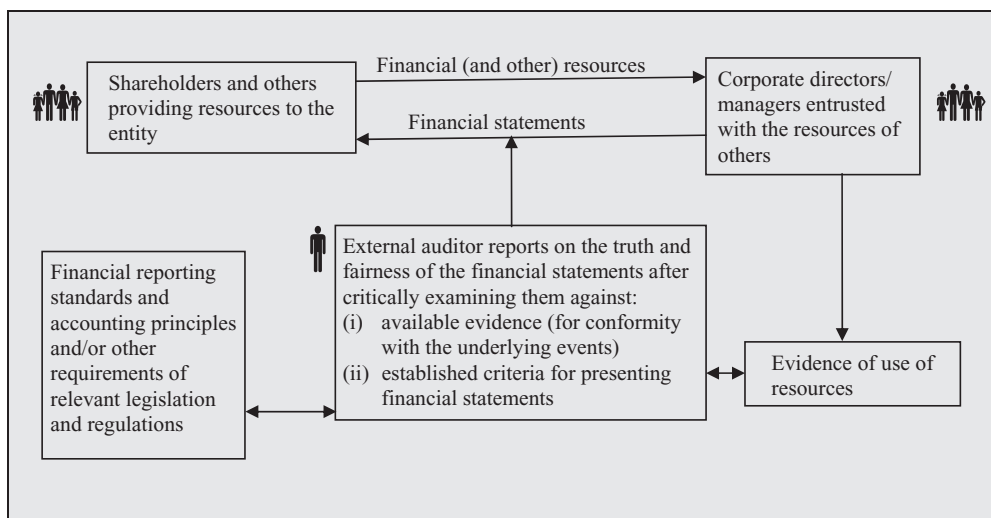 Shareholders and others
providing resources to the
entity
Financial (and other) resources
Financial statements
Corporate directors/
managers entrusted
with the resources of
others
Financial reporting
standards and
accounting principles
and/or other
requirements of
relevant legislation
and regulations
External auditor reports on the truth and
fairness of the financial statements after
critically examining them against:
(i) available evidence (for conformity
with the underlying events)
(ii) established criteria for presenting
financial statements
Evidence of use of
resources